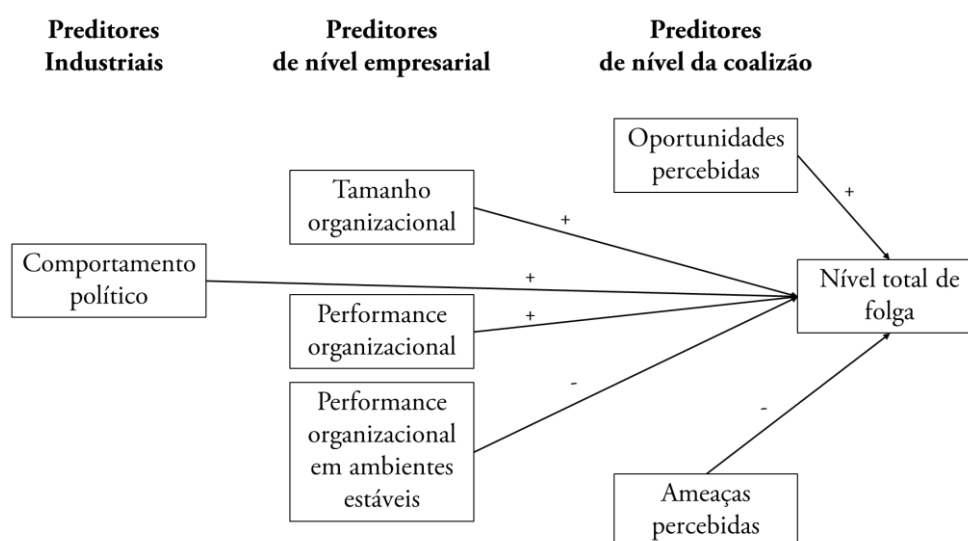 Preditores
Industriais
Preditores
de nível empresarial
Preditores
de nível da coalizão
Oportunidades
percebidas
+
Tamanho
organizacional
+
Comportamento
político
+
Nível total de
folga
Performance
organizacional
+
Performance
organizacional
em ambientes
estáveis
-
-
Ameaças
percebidas